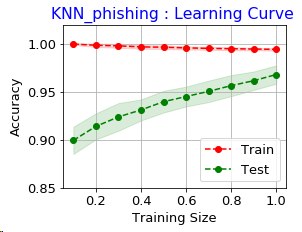 KNN_phishing : Learning Curve
1.00
0.95
0.90
0.85
Accuracy
Train
Test
0.2 0.4 0.6 0.8 1.0
Training Size